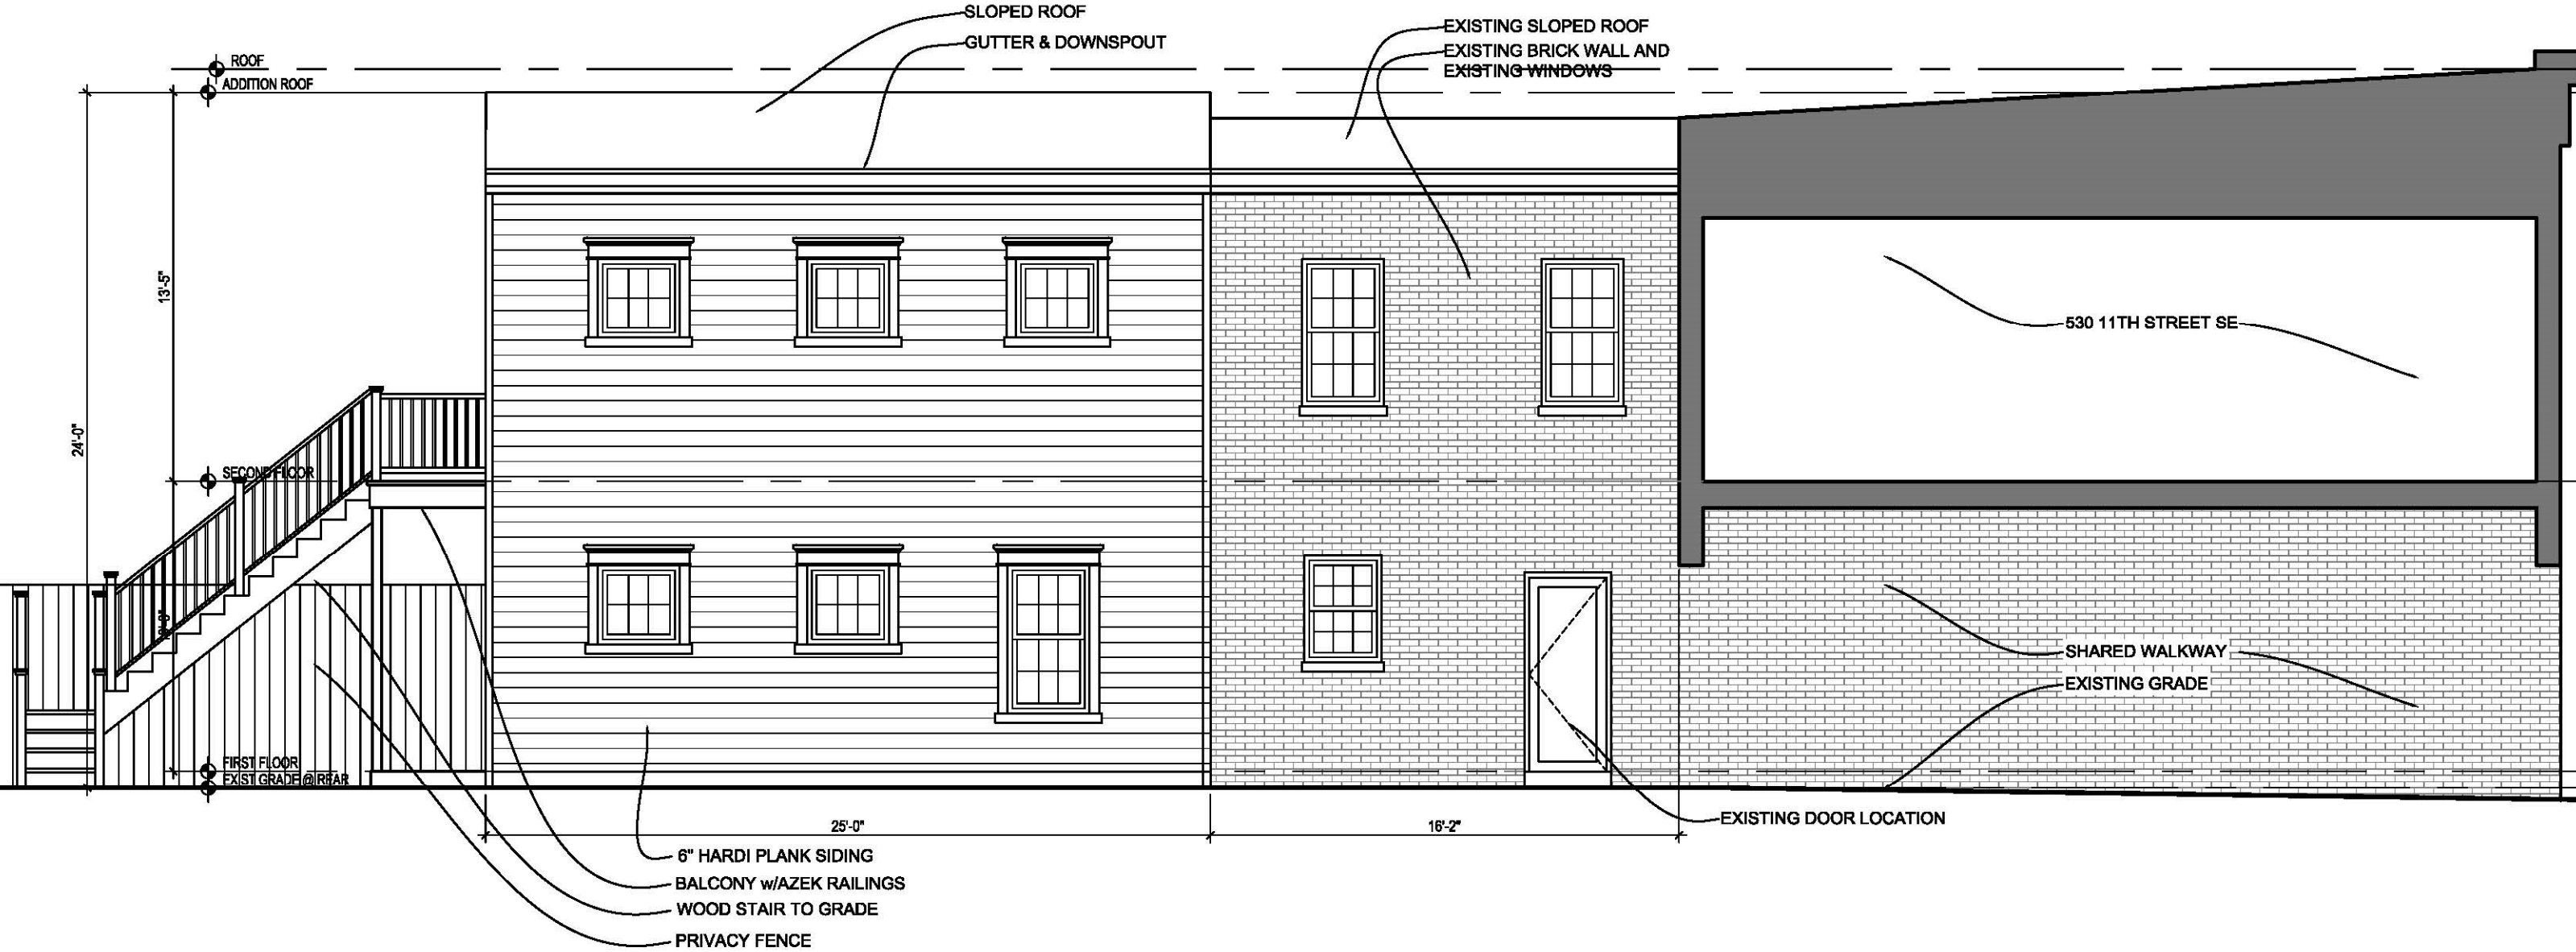 SLOPED ROOF
GUTTER & DOWNSPOUT
EXISTING SLOPED ROOF
EXISTING BRICK WALL AND
EXISTING WINDOWS
ROOF
ADDITION ROOF
13'-5"
24'-0"
530 11TH STREET SE
SECOND FLOOR
SHARED WALKWAY
EXISTING GRADE
FIRST FLOOR
EXIST GRADE @ REAR
25'-0"
16'-2"
EXISTING DOOR LOCATION
6" HARDI PLANK SIDING
BALCONY w/AZEK RAILINGS
WOOD STAIR TO GRADE
PRIVACY FENCE